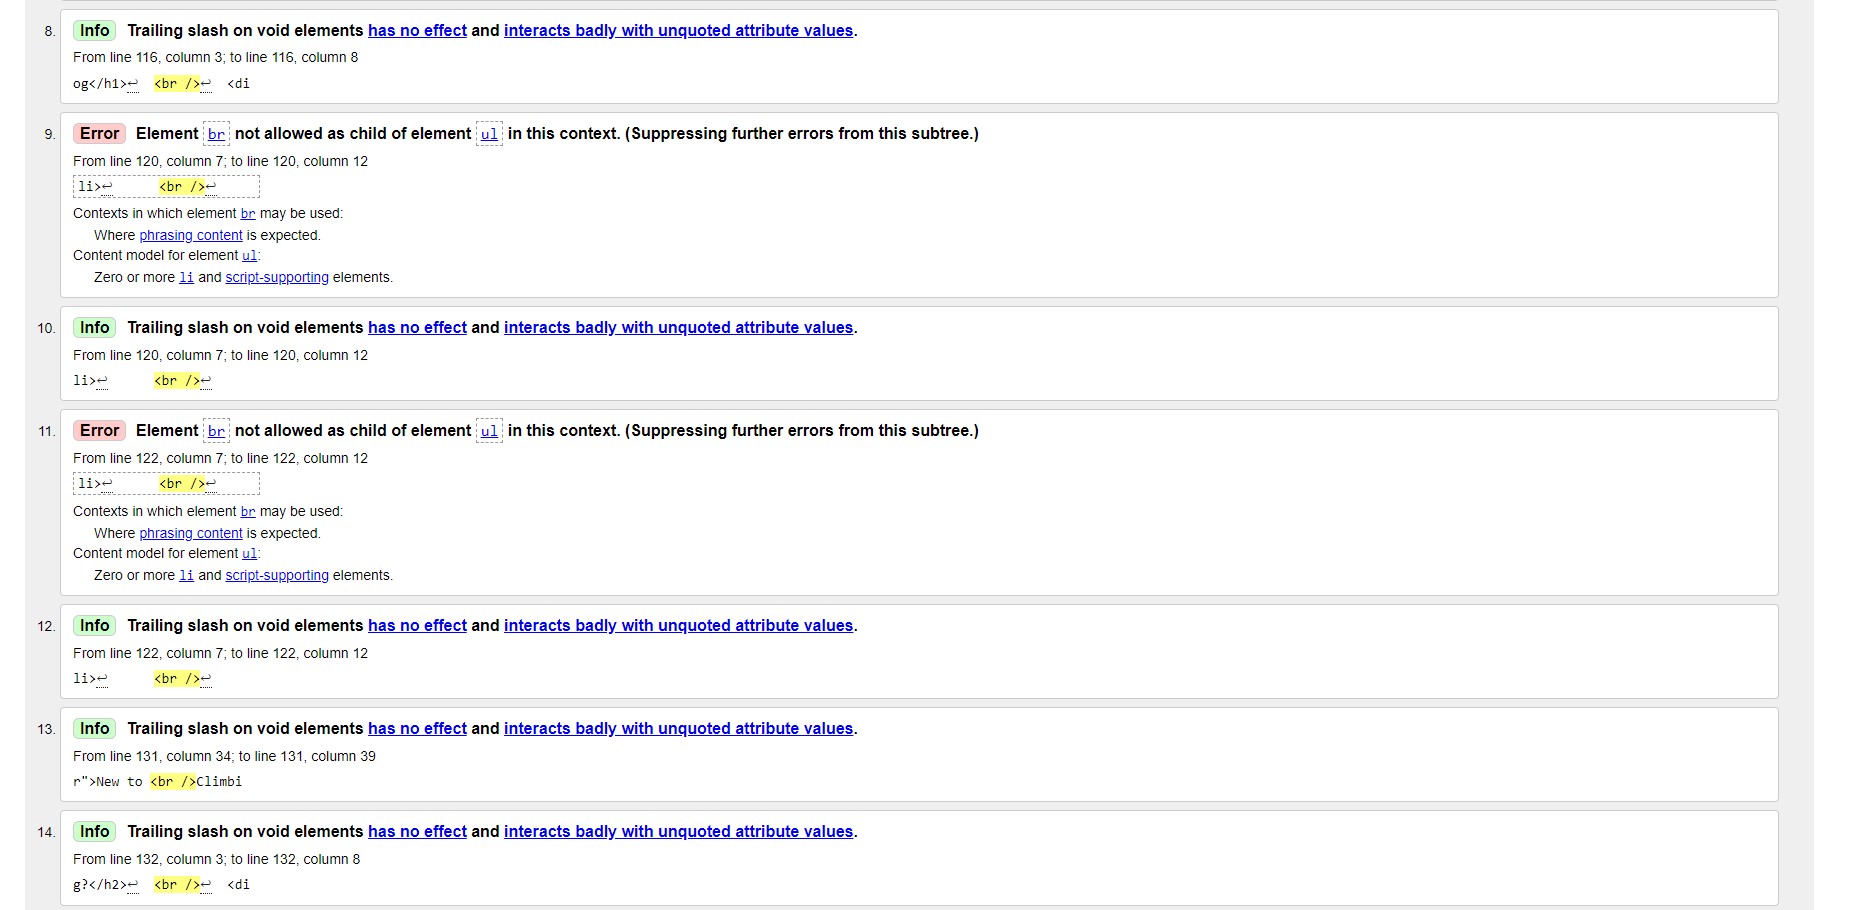 8. Info Trailing slash on void elements has no effect and interacts badly with unquoted attribute values.
From line 116, column 3; to line 116, column 8
og</h1>↩ <br />↩ <di
9. Error Element br not allowed as child of element ul in this context. (Suppressing further errors from this subtree.)
From line 120, column 7; to line 120, column 12
li>↩ <br />↩
Contexts in which element br may be used:
Where phrasing content is expected.
Content model for element ul:
Zero or more li and script-supporting elements.
10. Info Trailing slash on void elements has no effect and interacts badly with unquoted attribute values.
From line 120, column 7; to line 120, column 12
li>↩ <br />↩
11. Error Element br not allowed as child of element ul in this context. (Suppressing further errors from this subtree.)
From line 122, column 7; to line 122, column 12
li>↩ <br />↩
Contexts in which element br may be used:
Where phrasing content is expected.
Content model for element ul:
Zero or more li and script-supporting elements.
12. Info Trailing slash on void elements has no effect and interacts badly with unquoted attribute values.
From line 122, column 7; to line 122, column 12
li>↩ <br />↩
13. Info Trailing slash on void elements has no effect and interacts badly with unquoted attribute values.
From line 131, column 34; to line 131, column 39
r">New to <br />Climbi
14. Info Trailing slash on void elements has no effect and interacts badly with unquoted attribute values.
From line 132, column 3; to line 132, column 8
g?</h2>↩ <br />↩ <di